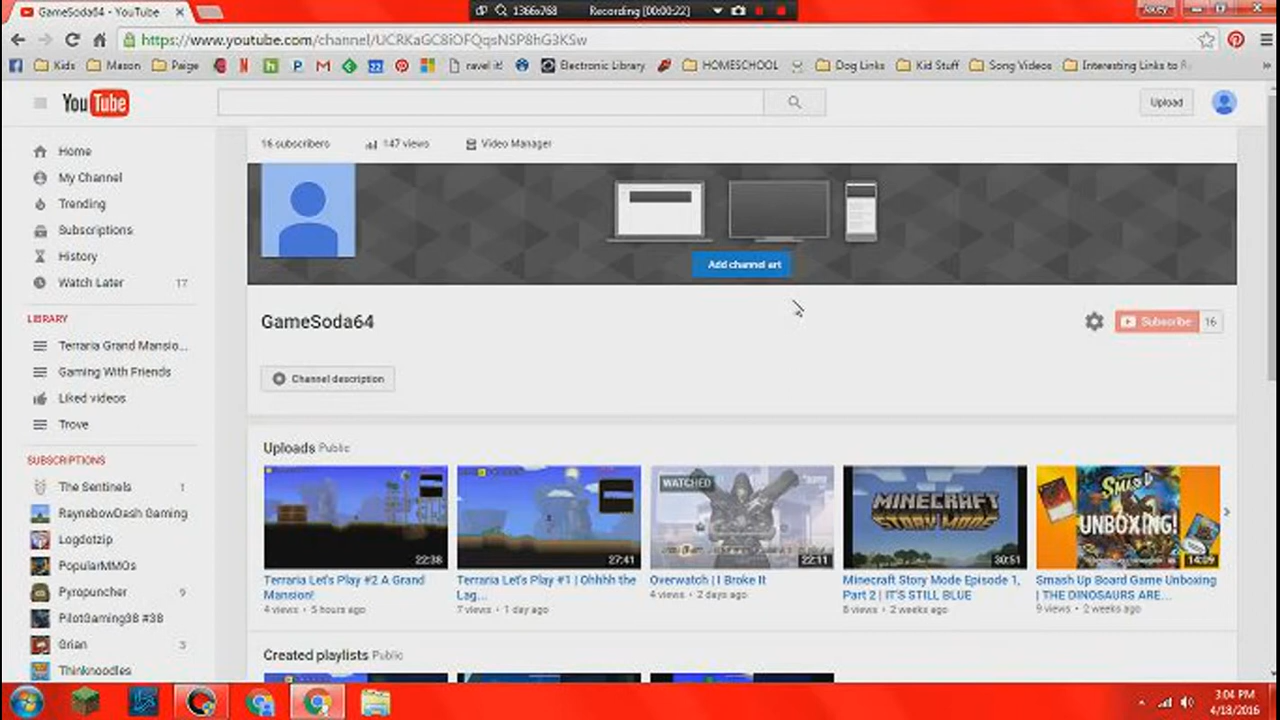 GameSoda64 - YouTube
1366x768
Recording [00:00:22]
https://www.youtube.com/channel/UCRKaGC8iOFQqsNSP8hG3KSw
Kids
Mason
Paige
ravel it!
Electronic Library
HOMESCHOOL
Dog Links
Kid Stuff
Song Videos
Interesting Links to R
YouTube
Upload
16 subscribers
147 views
Video Manager
Home
My Channel
Trending
Subscriptions
History
Watch Later 17
LIBRARY
Terraria Grand Mansio...
Gaming With Friends
Liked videos
Trove
SUBSCRIPTIONS
The Sentinels 1
RaynebowDash Gaming
Logdotzip
PopularMMOs
Pyropuncher 9
PilotGaming38 #38
Grian 3
Thinknoodles
Add channel art
GameSoda64
Subscribe 16
Channel description
Uploads Public
22:38
Terraria Let's Play #2 A Grand
Mansion!
4 views • 5 hours ago
27:41
Terraria Let's Play #1 | Ohhhh the
Lag...
7 views • 1 day ago
WATCHED
22:11
Overwatch | I Broke It
4 views • 2 days ago
MINECRAFT
STORY MODE
30:51
Minecraft Story Mode Episode 1,
Part 2 | IT'S STILL BLUE
8 views • 2 weeks ago
SMASH UP
UNBOXING!
14:09
Smash Up Board Game Unboxing
| THE DINOSAURS ARE...
9 views • 2 weeks ago
Created playlists Public
3:04 PM
4/18/2016